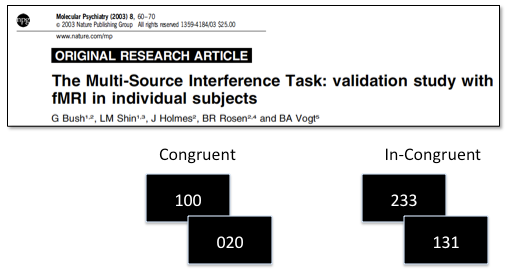 npg
Molecular Psychiatry (2003) 8, 60–70
© 2003 Nature Publishing Group All rights reserved 1359-4184/03 $25.00
www.nature.com/mp
ORIGINAL RESEARCH ARTICLE
The Multi-Source Interference Task: validation study with
fMRI in individual subjects
G Bush¹,², LM Shin¹,³, J Holmes², BR Rosen²,⁴ and BA Vogt⁵
Congruent
In-Congruent
100
233
020
131